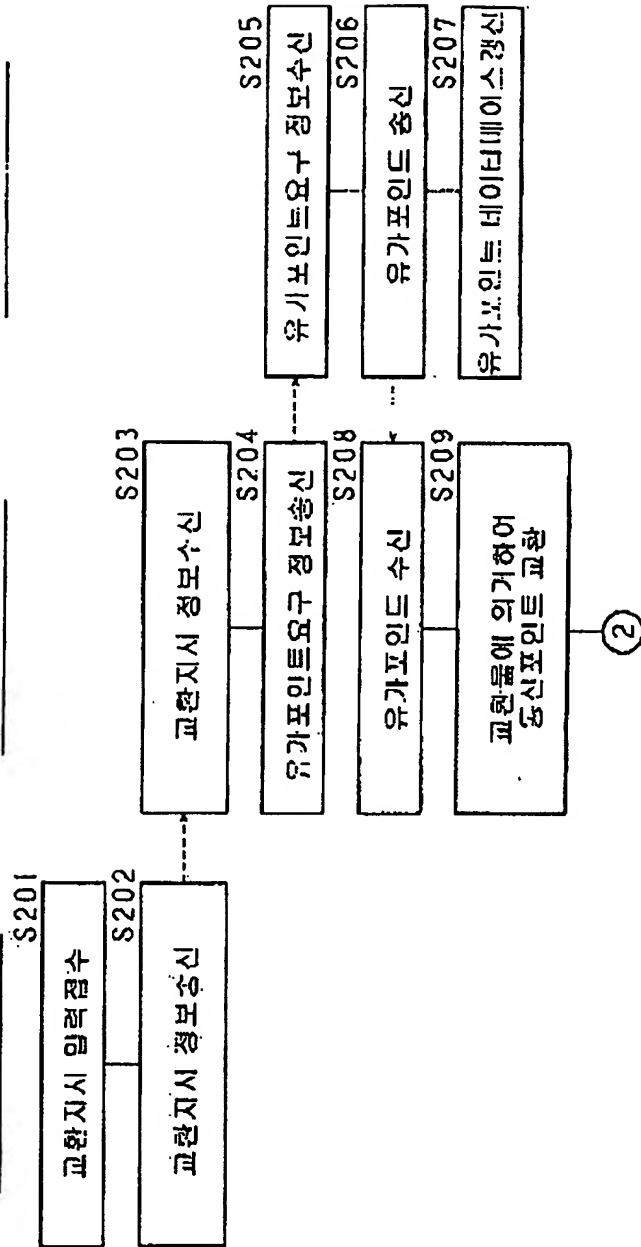 S201
교환지시 입력접수
S202
교환지시 정보송신
S203
교환지시 정보수신
S204
유가포인트요구 정보송신
S205
유가포인트요구 정보수신
S206
유가포인드 송신
S207
유가포인트 데이터베이스갱신
S208
유가포인드 수신
S209
교환물에 의거하여
통신포인트 교환
2